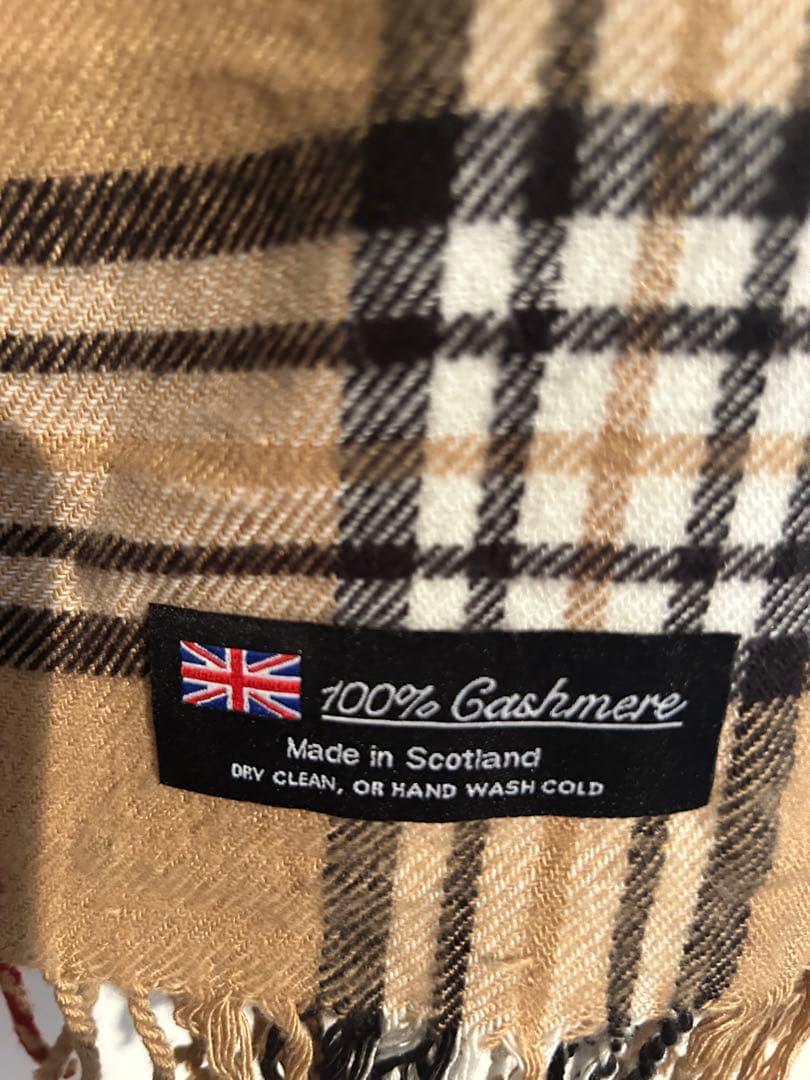 100% Cashmere
Made in Scotland
DRY CLEAN, OR HAND WASH COLD